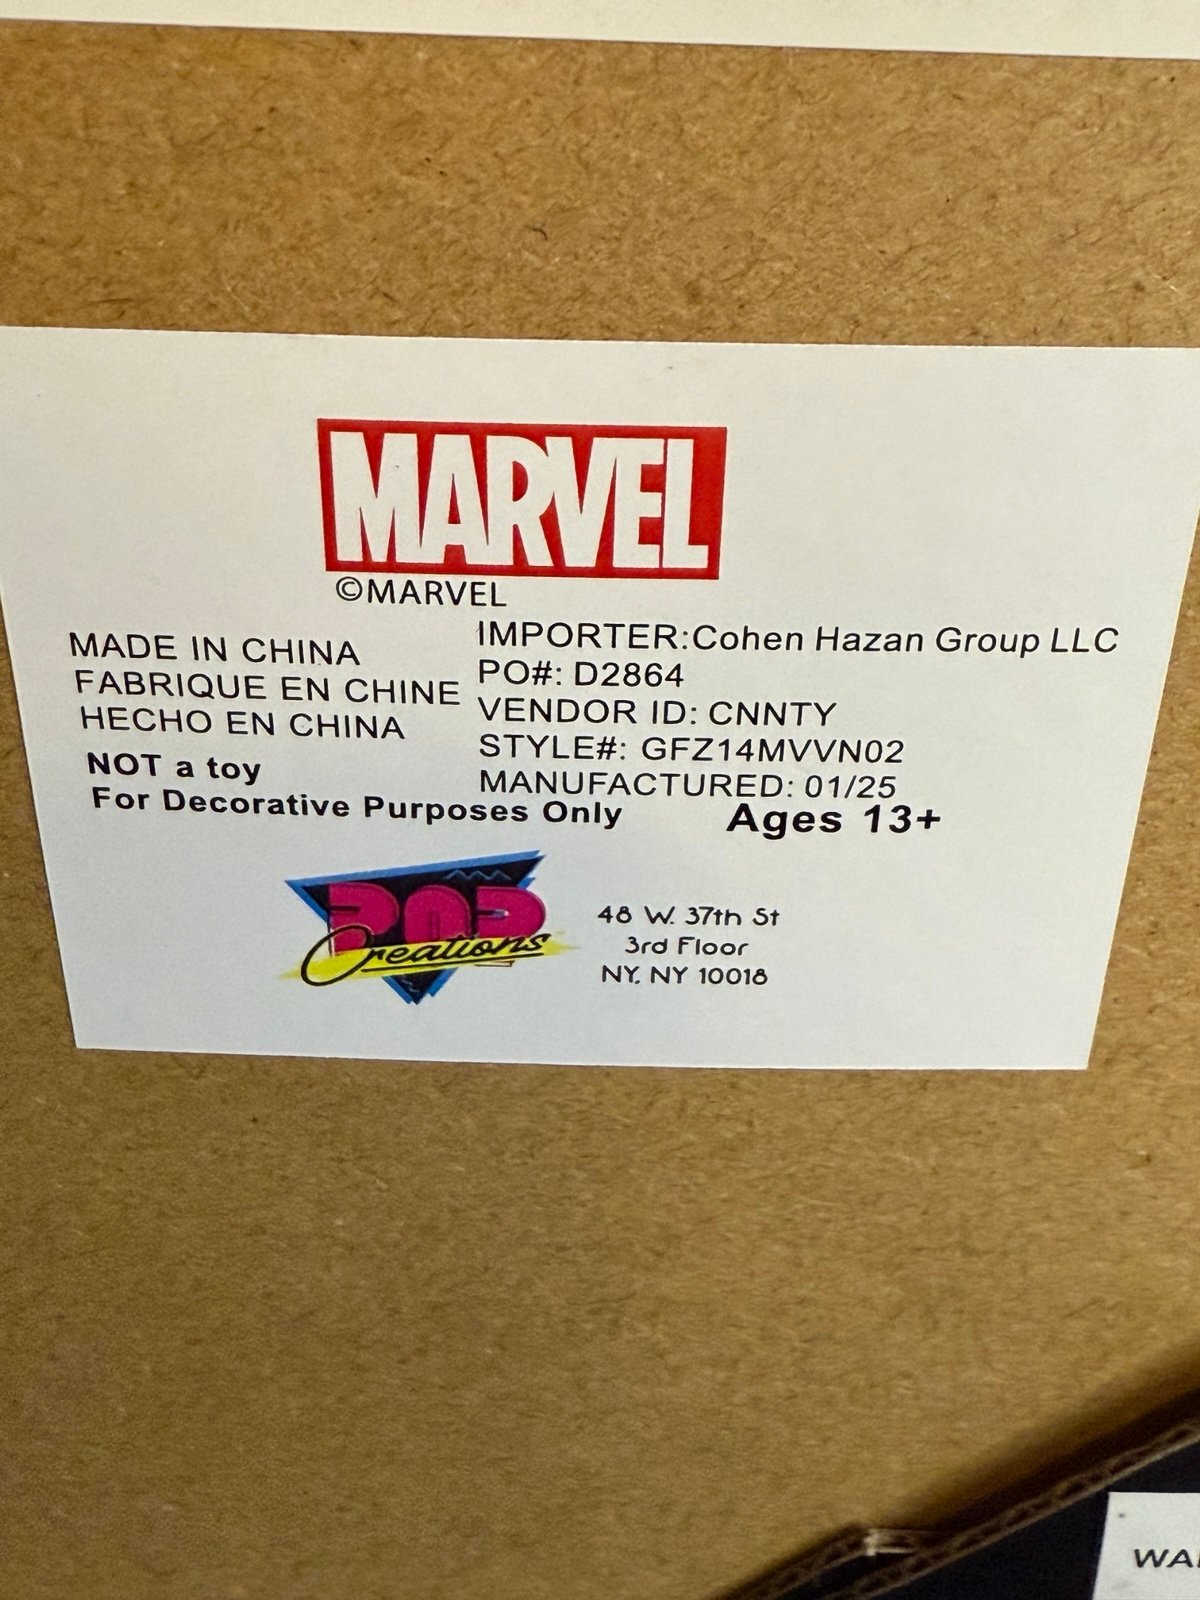 MARVEL
©MARVEL
MADE IN CHINA
FABRIQUE EN CHINE
HECHO EN CHINA
NOT a toy
For Decorative Purposes Only
IMPORTER:Cohen Hazan Group LLC
PO#: D2864
VENDOR ID: CNNTY
STYLE#: GFZ14MVVN02
MANUFACTURED: 01/25
Ages 13+
Creations
48 W. 37th St
3rd Floor
NY, NY 10018